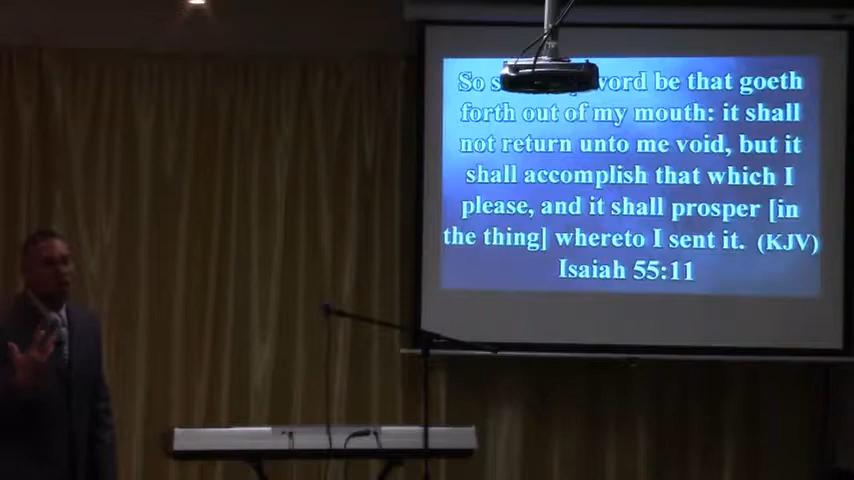 So word be that goeth
forth out of my mouth: it shall
not return unto me void, but it
shall accomplish that which I
please, and it shall prosper [in
the thing] whereto I sent it. (KJV)
Isaiah 55:11